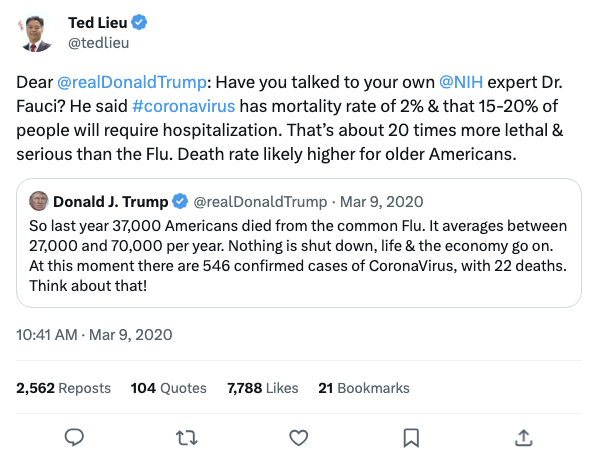 Ted Lieu
@tedlieu
Dear @realDonaldTrump: Have you talked to your own @NIH expert Dr.
Fauci? He said #coronavirus has mortality rate of 2% & that 15-20% of
people will require hospitalization. That’s about 20 times more lethal &
serious than the Flu. Death rate likely higher for older Americans.
Donald J. Trump @realDonaldTrump · Mar 9, 2020
So last year 37,000 Americans died from the common Flu. It averages between
27,000 and 70,000 per year. Nothing is shut down, life & the economy go on.
At this moment there are 546 confirmed cases of CoronaVirus, with 22 deaths.
Think about that!
10:41 AM · Mar 9, 2020
2,562 Reposts 104 Quotes 7,788 Likes 21 Bookmarks